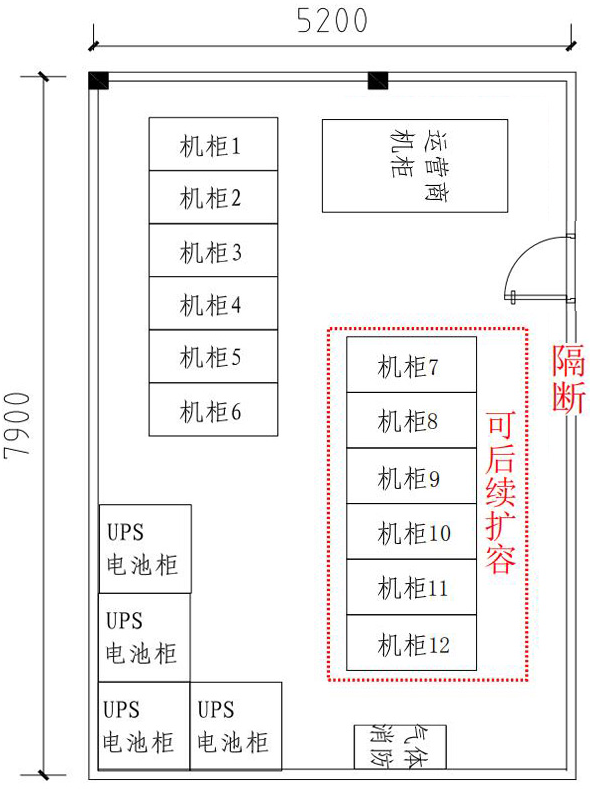 5200
7900
机柜1
机柜2
机柜3
机柜4
机柜5
机柜6
运营商
机柜
隔断
机柜7
机柜8
机柜9
机柜10
机柜11
机柜12
可后续扩容
UPS
电池柜
UPS
电池柜
UPS
电池柜
UPS
电池柜
气体
消防